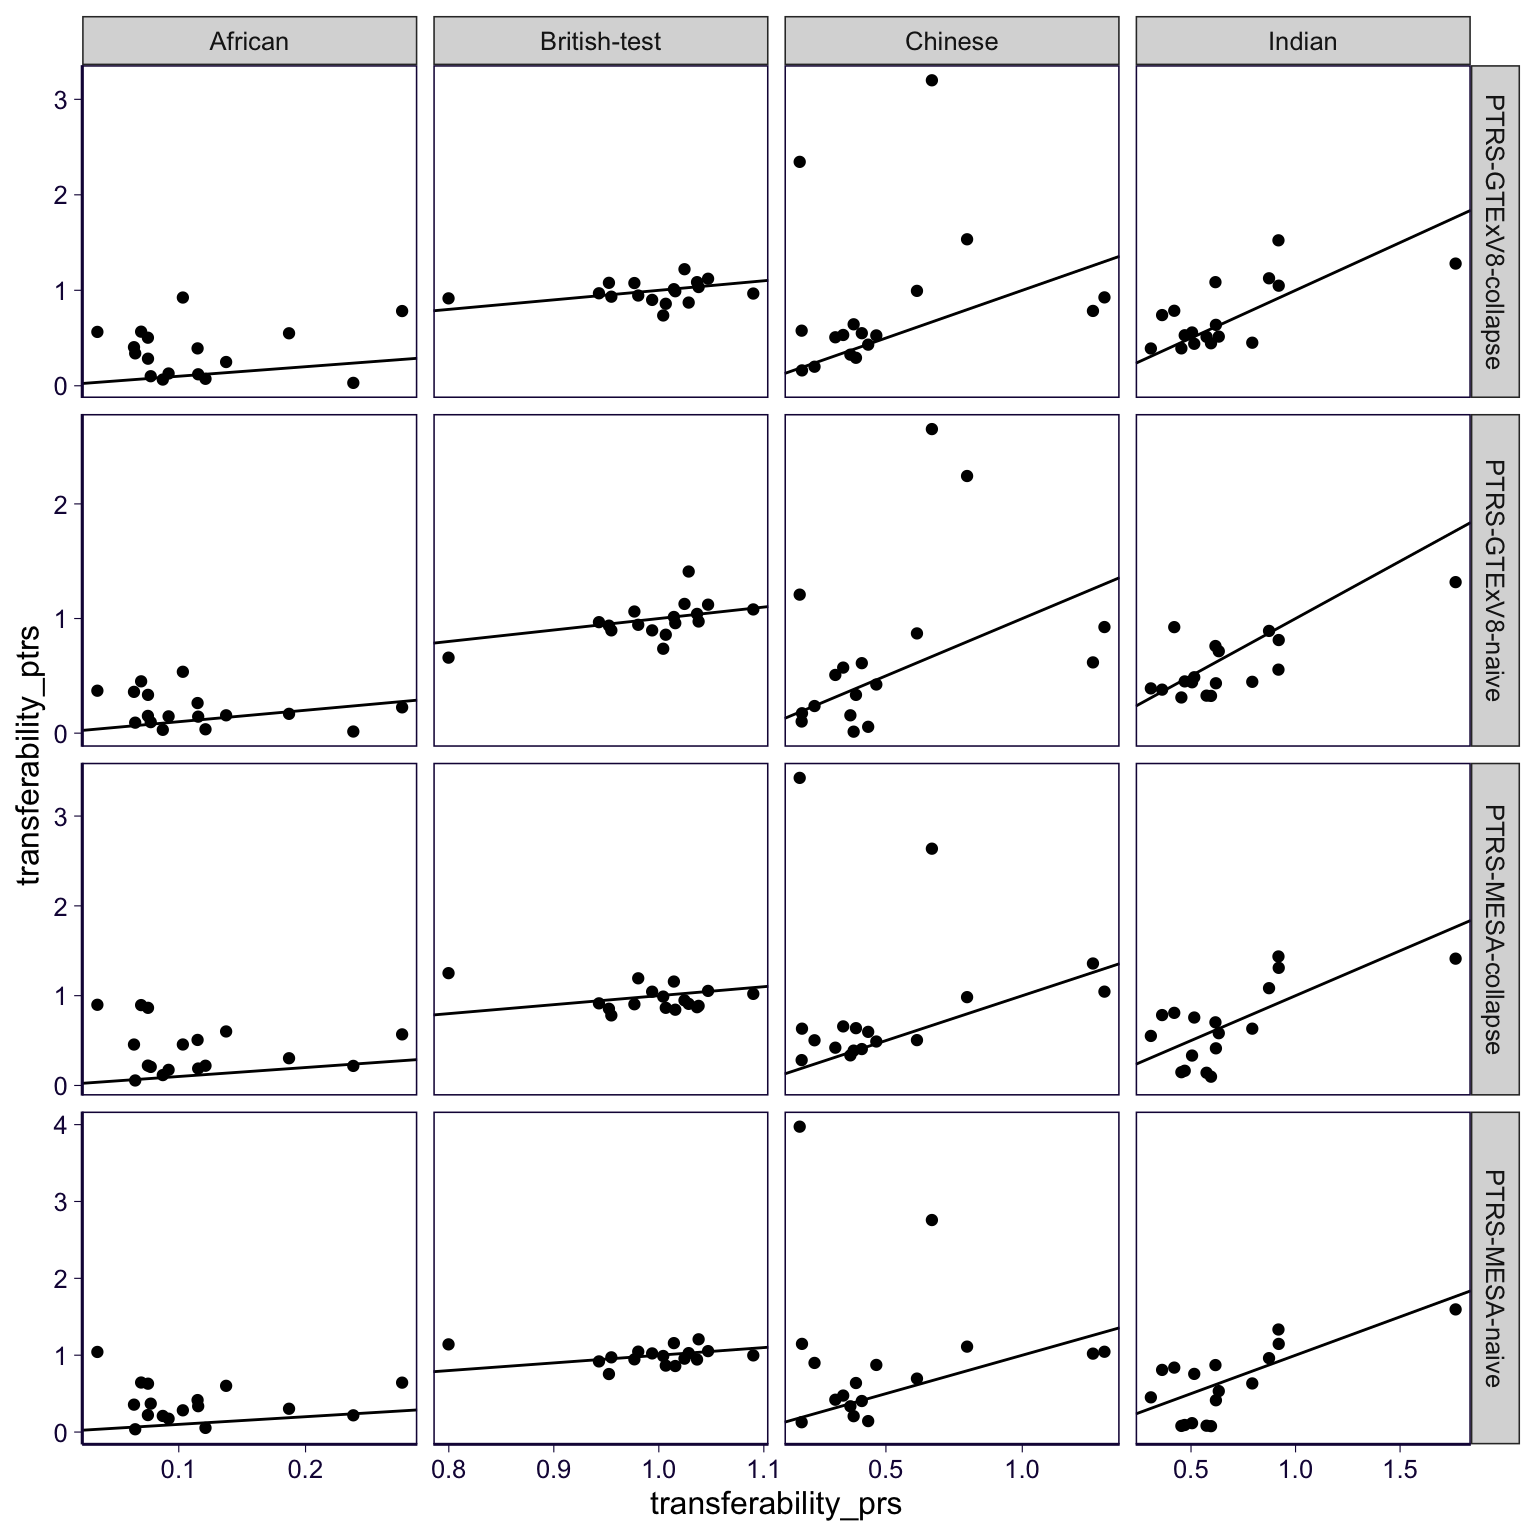 African
British-test
Chinese
Indian
3
2
1
0
PTRS-GTExV8-collapse
2
1
0
PTRS-GTExV8-naive
transferability_ptrs
3
2
1
0
PTRS-MESA-collapse
4
3
2
1
0
PTRS-MESA-naive
0.1 0.2
0.8 0.9 1.0 1.1
0.5 1.0
0.5 1.0 1.5
transferability_prs